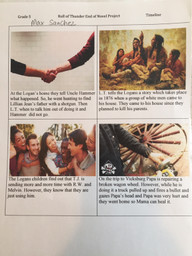 Grade 8
Roll of Thunder End of Novel Project
Timeline
Max Sanchez
At the Logan's home they tell Uncle Hammer
what happened. So, he went hunting to find
Lillian Jean's father with a shotgun. Then
L.T. when to talk him out of doing it and
Hammer did not go.
L.T. tells the Logans a story which takes place
in 1876 when a group of white men came to
his house. They came to his house since they
planned to kill his parents.
The Logans children find out that T.J. is
sending more and more time with R.W. and
Melvin. However, they know that they are
just using him.
On the trip to Vicksburg Papa is repairing a
broken wagon wheel. However, while he is
doing it a truck pulled up and fires a bullet and
gazes Papa's head and Papa was very hurt and
they went home so Mama can heal it.